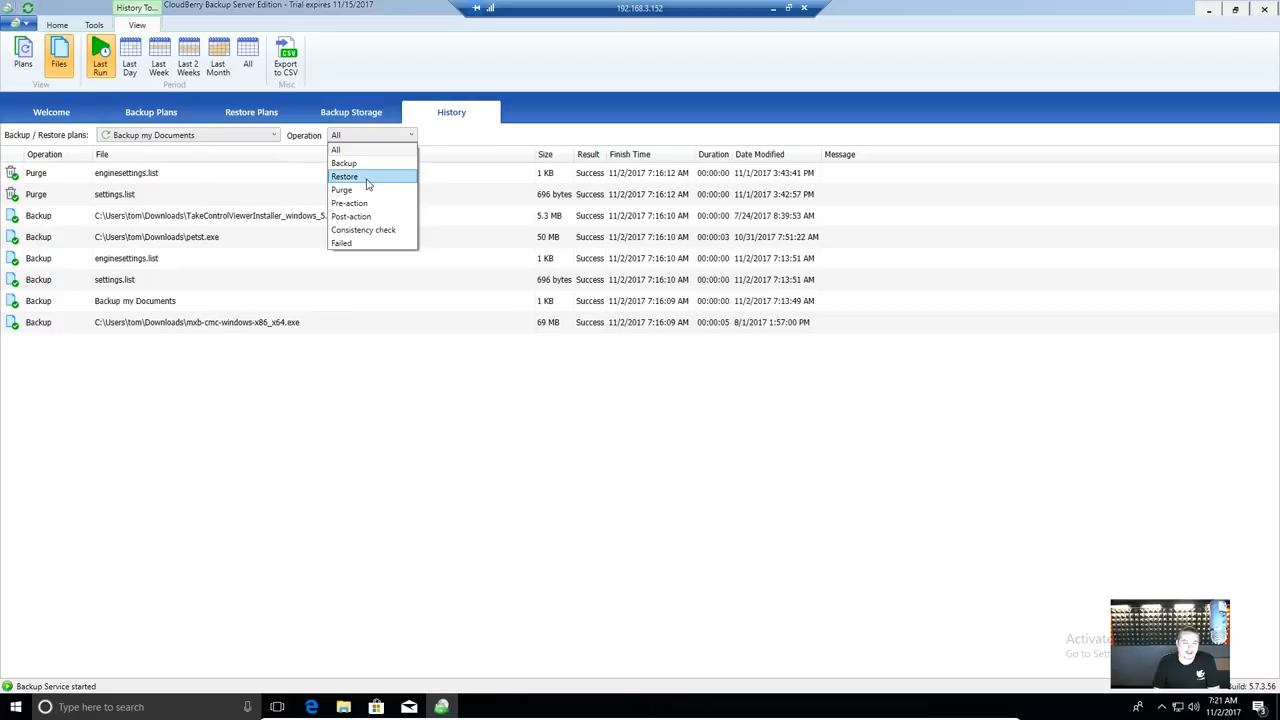 History To...
CloudBerry Backup Server Edition - Trial expires 11/15/2017
192.168.3.152
Home Tools View
Plans Files Last Run Last Day Last Week Last 2 Weeks Last Month All Export to CSV
View Period Misc
Welcome Backup Plans Restore Plans Backup Storage History
Backup / Restore plans: Backup my Documents Operation All
All
Backup
Restore
Purge
Pre-action
Post-action
Consistency check
Failed
Operation File Size Result Finish Time Duration Date Modified Message
Purge enginesettings.list 1 KB Success 11/2/2017 7:16:12 AM 00:00:00 11/1/2017 3:43:41 PM
Purge settings.list 696 bytes Success 11/2/2017 7:16:12 AM 00:00:00 11/1/2017 3:42:57 PM
Backup C:\Users\tom\Downloads\TakeControlViewerInstaller_windows_5. 5.3 MB Success 11/2/2017 7:16:10 AM 00:00:00 7/24/2017 8:39:53 AM
Backup C:\Users\tom\Downloads\petst.exe 50 MB Success 11/2/2017 7:16:10 AM 00:00:03 10/31/2017 7:51:22 AM
Backup enginesettings.list 1 KB Success 11/2/2017 7:16:10 AM 00:00:00 11/2/2017 7:13:51 AM
Backup settings.list 696 bytes Success 11/2/2017 7:16:10 AM 00:00:00 11/2/2017 7:13:51 AM
Backup Backup my Documents 1 KB Success 11/2/2017 7:16:09 AM 00:00:00 11/2/2017 7:13:49 AM
Backup C:\Users\tom\Downloads\mxb-cmc-windows-x86_x64.exe 69 MB Success 11/2/2017 7:16:09 AM 00:00:05 8/1/2017 1:57:00 PM
Activat
Go to Sett
Backup Service started
Build: 5.7.3.56
Type here to search
7:21 AM
11/2/2017